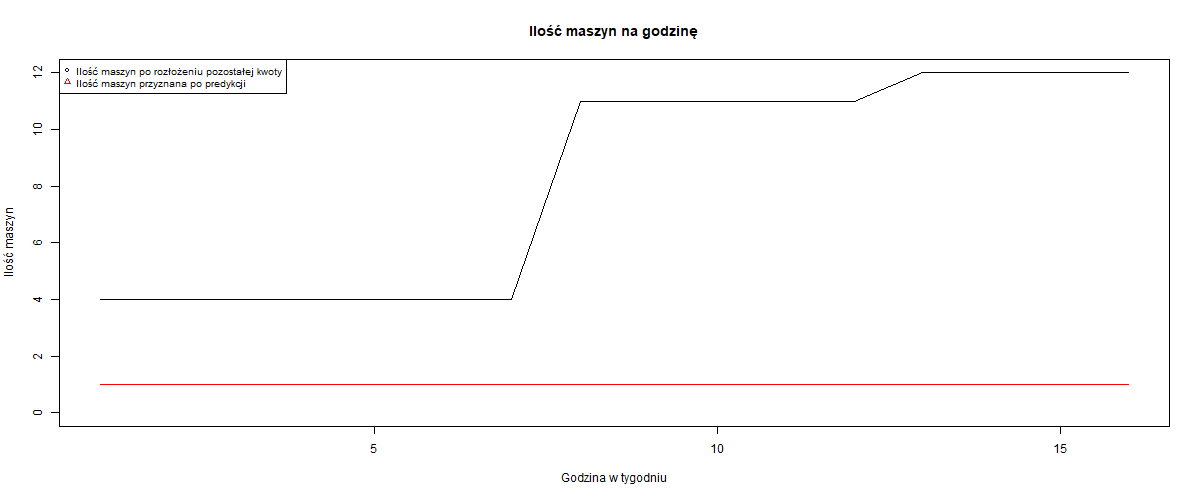 Ilość maszyn na godzinę
Ilość maszyn po rozłożeniu pozostałej kwoty
Ilość maszyn przyznana po predykcji
Ilość maszyn
12
10
8
6
4
2
0
5
10
15
Godzina w tygodniu